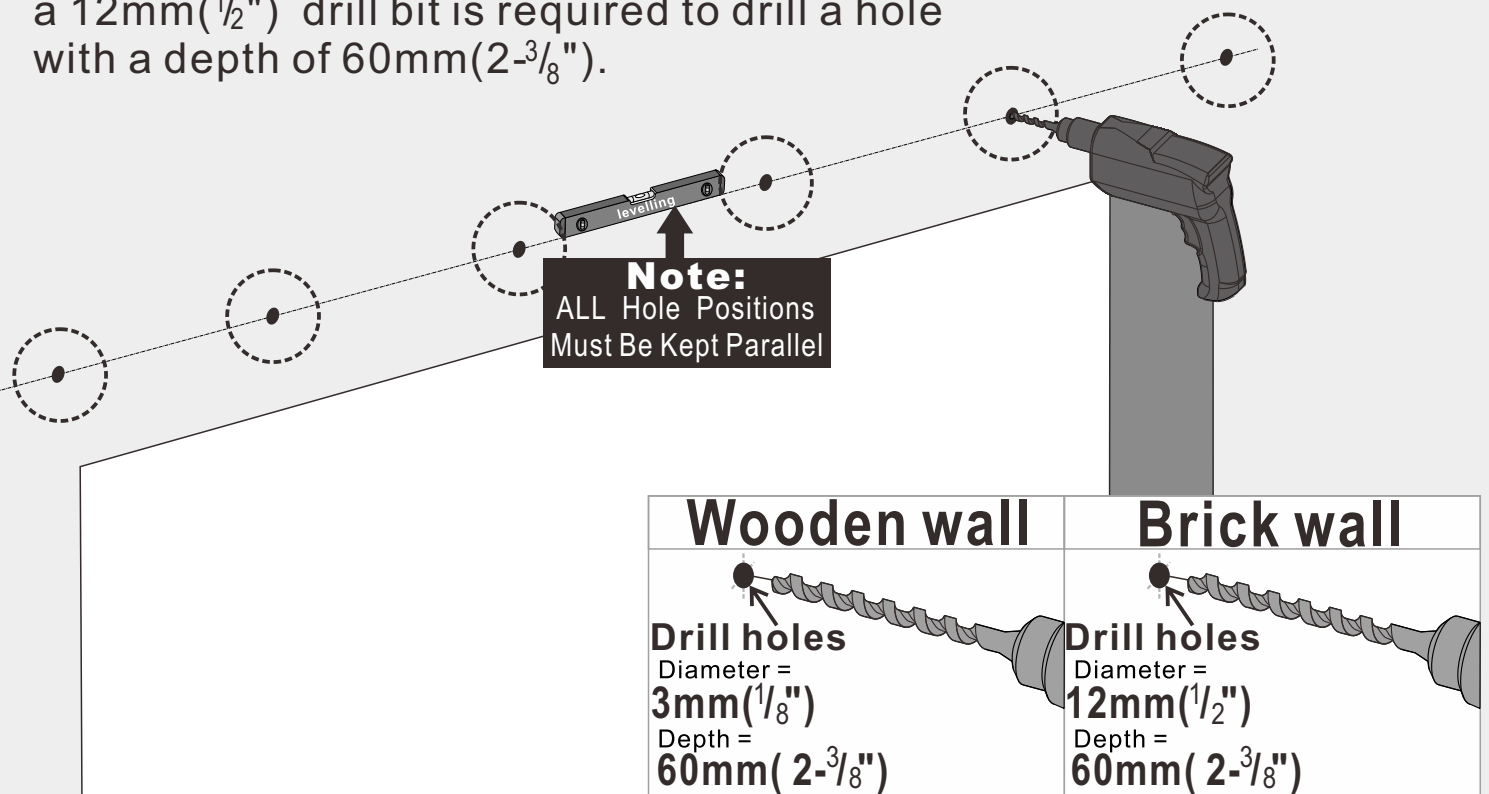 a 12mm(1/2") drill bit is required to drill a hole
with a depth of 60mm(2-3/8").
levelling
Note:
ALL Hole Positions
Must Be Kept Parallel
Wooden wall
Drill holes
Diameter =
3mm(1/8")
Depth =
60mm( 2-3/8")
Brick wall
Drill holes
Diameter =
12mm(1/2")
Depth =
60mm( 2-3/8")